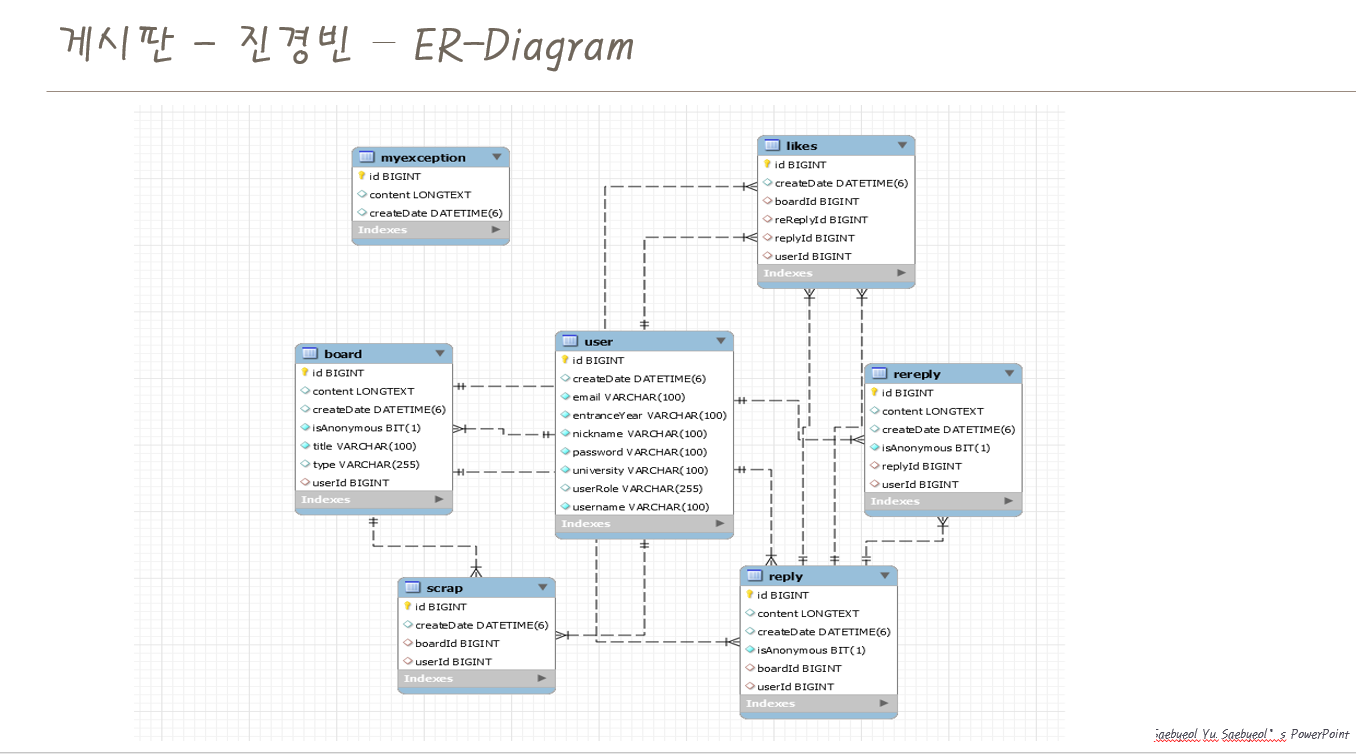 게시판 - 진경빈 - ER-Diagram
myexception
id BIGINT
content LONGTEXT
createDate DATETIME(6)
Indexes
likes
id BIGINT
createDate DATETIME(6)
boardId BIGINT
reReplyId BIGINT
replyId BIGINT
userId BIGINT
Indexes
board
id BIGINT
content LONGTEXT
createDate DATETIME(6)
isAnonymous BIT(1)
title VARCHAR(100)
type VARCHAR(255)
userId BIGINT
Indexes
user
id BIGINT
createDate DATETIME(6)
email VARCHAR(100)
entranceYear VARCHAR(100)
nickname VARCHAR(100)
password VARCHAR(100)
university VARCHAR(100)
userRole VARCHAR(255)
username VARCHAR(100)
Indexes
rereply
id BIGINT
content LONGTEXT
createDate DATETIME(6)
isAnonymous BIT(1)
replyId BIGINT
userId BIGINT
Indexes
scrap
id BIGINT
createDate DATETIME(6)
boardId BIGINT
userId BIGINT
Indexes
reply
id BIGINT
content LONGTEXT
createDate DATETIME(6)
isAnonymous BIT(1)
boardId BIGINT
userId BIGINT
Indexes
Yu. Saebyeol's PowerPoint